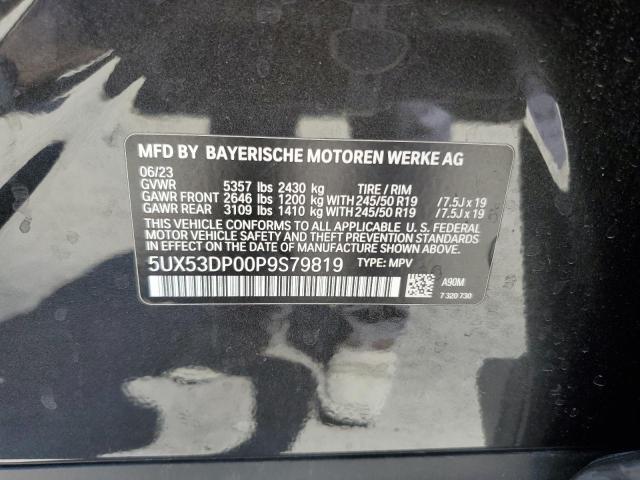 MFD BY BAYERISCHE MOTOREN WERKE AG
06/23
GVWR 5357 lbs 2430 kg TIRE / RIM
GAWR FRONT 2646 lbs 1200 kg WITH 245/50 R19 /7.5J x 19
GAWR REAR 3109 lbs 1410 kg WITH 245/50 R19 /7.5J x 19
THIS VEHICLE CONFORMS TO ALL APPLICABLE U. S. FEDERAL
MOTOR VEHICLE SAFETY AND THEFT PREVENTION STANDARDS
IN EFFECT ON THE DATE OF MANUFACTURE SHOWN ABOVE.
5UX53DP00P9S79819 TYPE: MPV
A90M
7 320 730